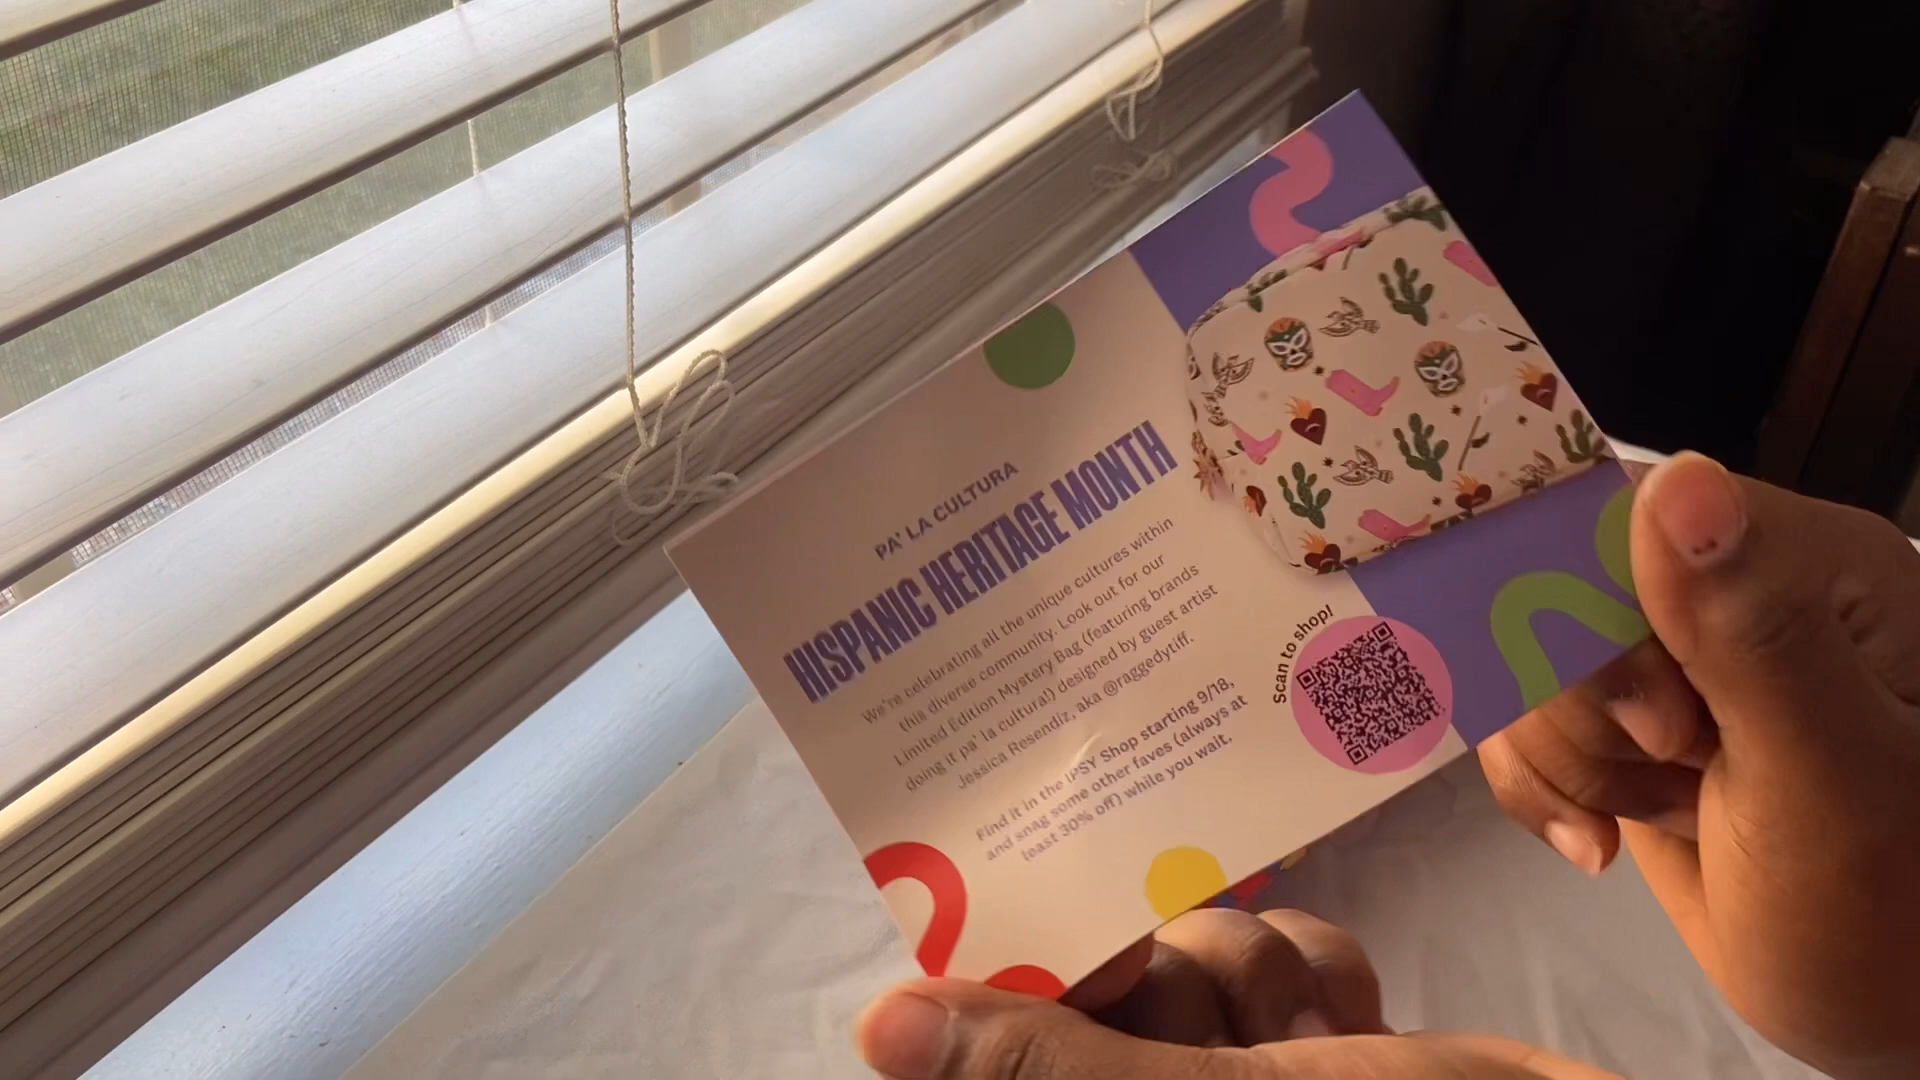 PA' LA CULTURA
HISPANIC HERITAGE MONTH
We're celebrating all the unique cultures within
this diverse community. Look out for our
Limited Edition Mystery Bag (featuring brands
doing it pa' la cultural) designed by guest artist
Jessica Resendiz, aka @raggedytiff.
Find it in the IPSY Shop starting 9/18,
and snag some other faves (always at
least 30% off) while you wait.
Scan to shop!